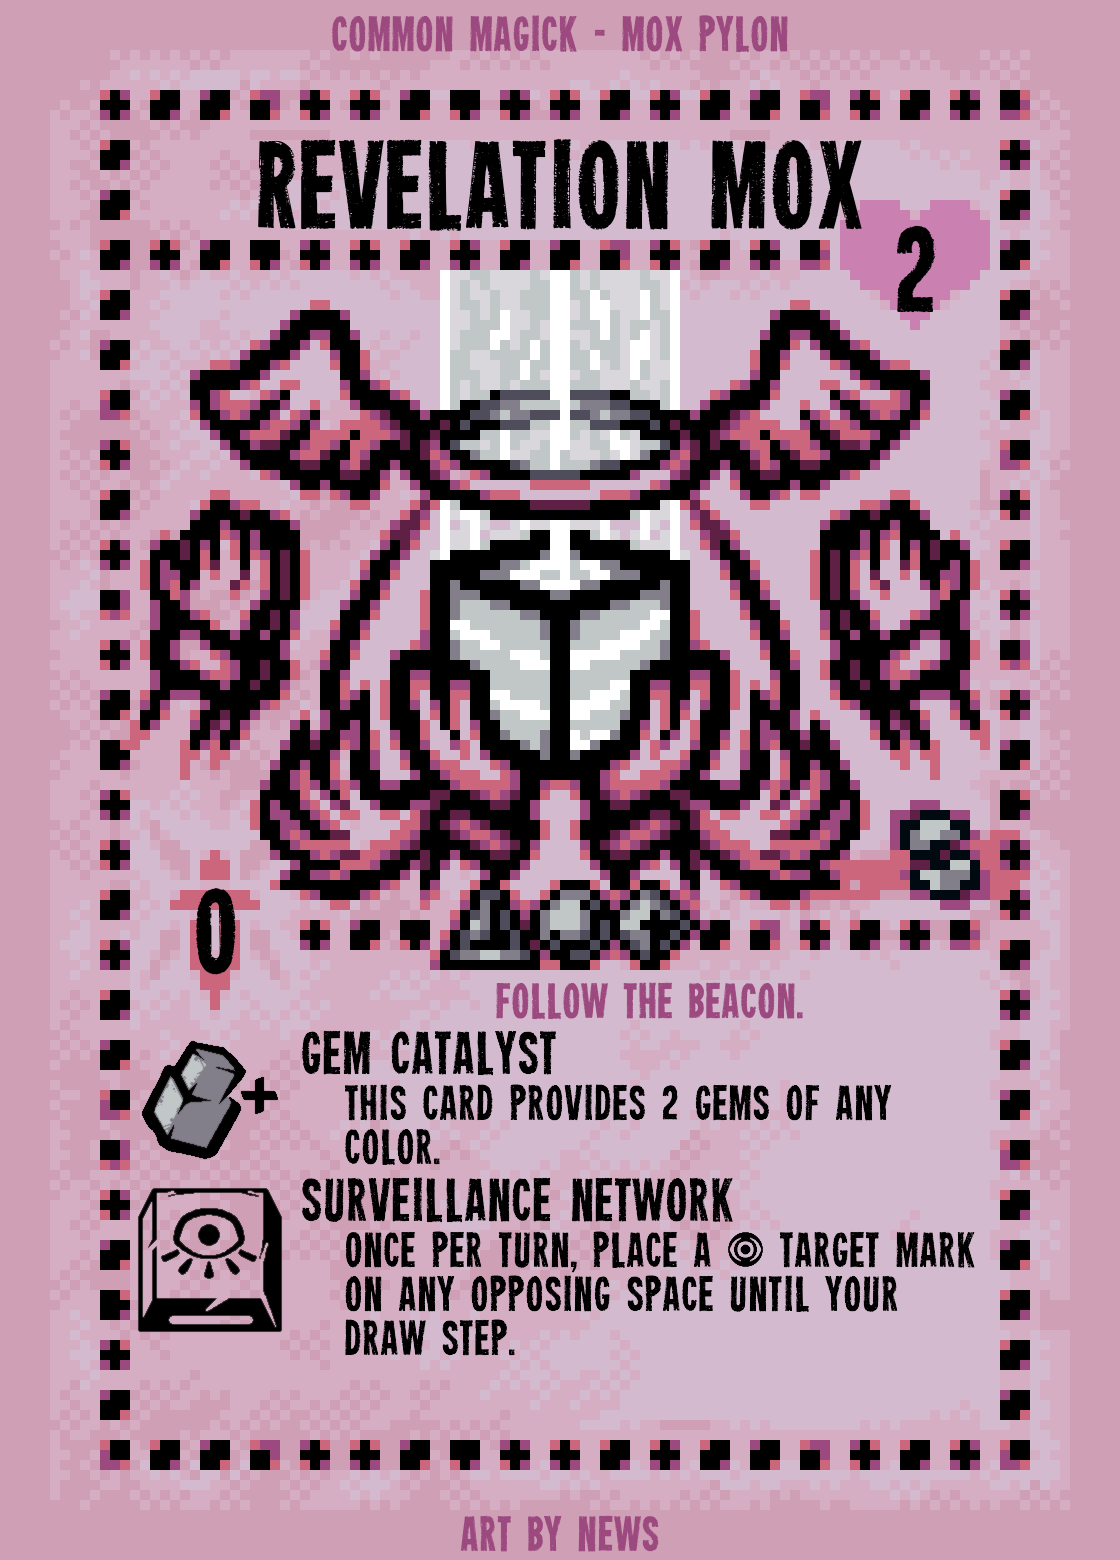 COMMON MAGICK - MOX PYLON
REVELATION MOX
2
0
FOLLOW THE BEACON.
GEM CATALYST
THIS CARD PROVIDES 2 GEMS OF ANY
COLOR.
SURVEILLANCE NETWORK
ONCE PER TURN, PLACE A TARGET MARK
ON ANY OPPOSING SPACE UNTIL YOUR
DRAW STEP.
ART BY NEWS